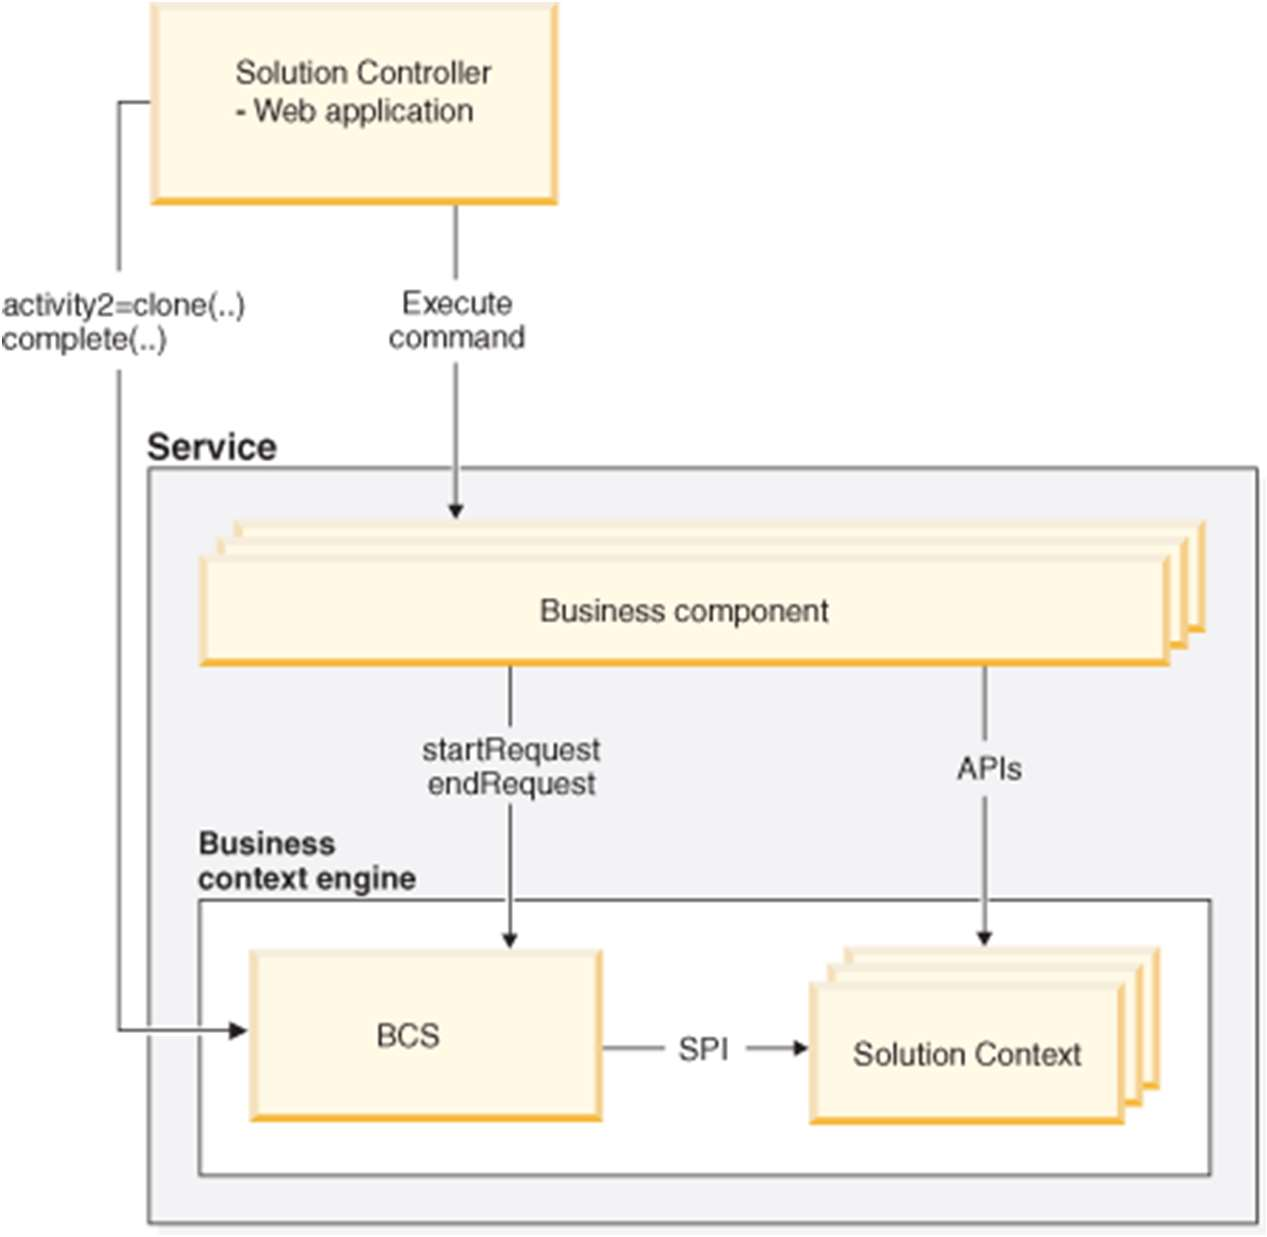 Solution Controller
- Web application
activity2=clone(..)
complete(..)
Execute
command
Service
Business component
startRequest
endRequest
APIs
Business
context engine
BCS
SPI
Solution Context